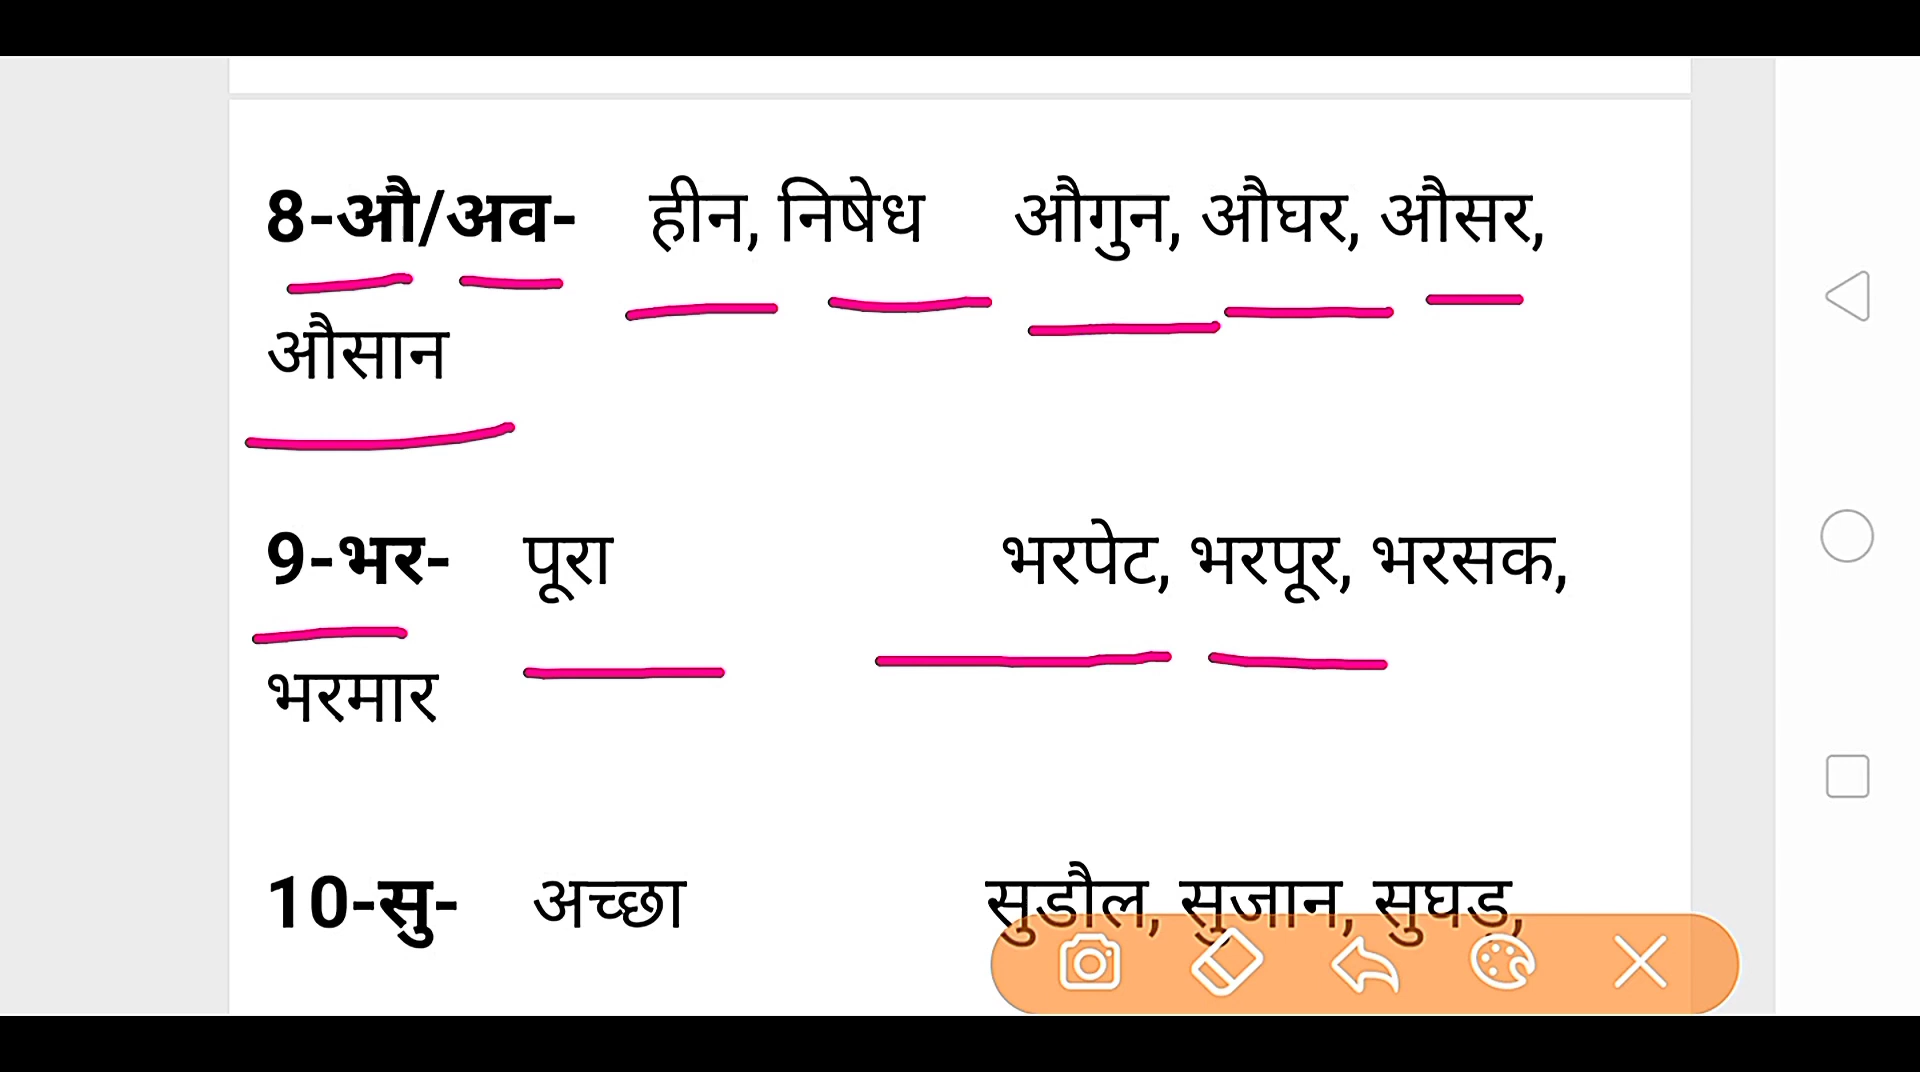 8-औ/अव- हीन, निषेध औगुन, औघर, औसर,
औसान
9-भर- पूरा भरपेट, भरपूर, भरसक,
भरमार
10-सु- अच्छा सुडौल, सुजान, सुघड,